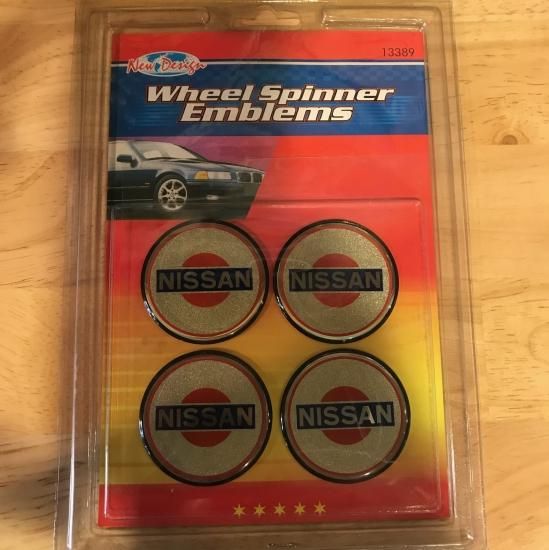 New Design
13389
Wheel Spinner
Emblems
NISSAN
NISSAN
NISSAN
NISSAN